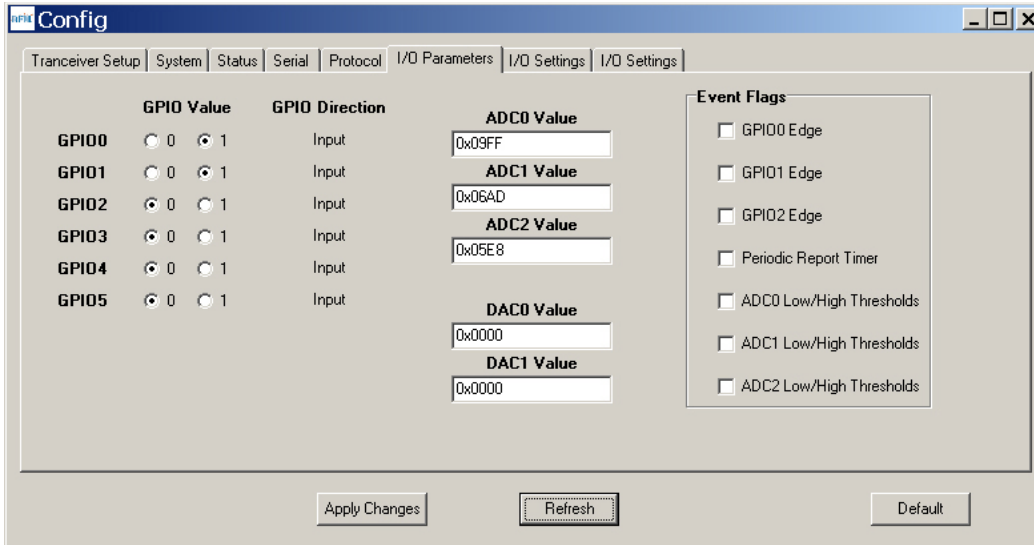 RFM Config
Tranceiver Setup System Status Serial Protocol I/O Parameters I/O Settings I/O Settings
GPIO Value GPIO Direction
GPIO0 0 1 Input
GPIO1 0 1 Input
GPIO2 0 1 Input
GPIO3 0 1 Input
GPIO4 0 1 Input
GPIO5 0 1 Input
ADC0 Value
0x09FF
ADC1 Value
0x06AD
ADC2 Value
0x05E8
DAC0 Value
0x0000
DAC1 Value
0x0000
Event Flags
GPIO0 Edge
GPIO1 Edge
GPIO2 Edge
Periodic Report Timer
ADC0 Low/High Thresholds
ADC1 Low/High Thresholds
ADC2 Low/High Thresholds
Apply Changes Refresh Default